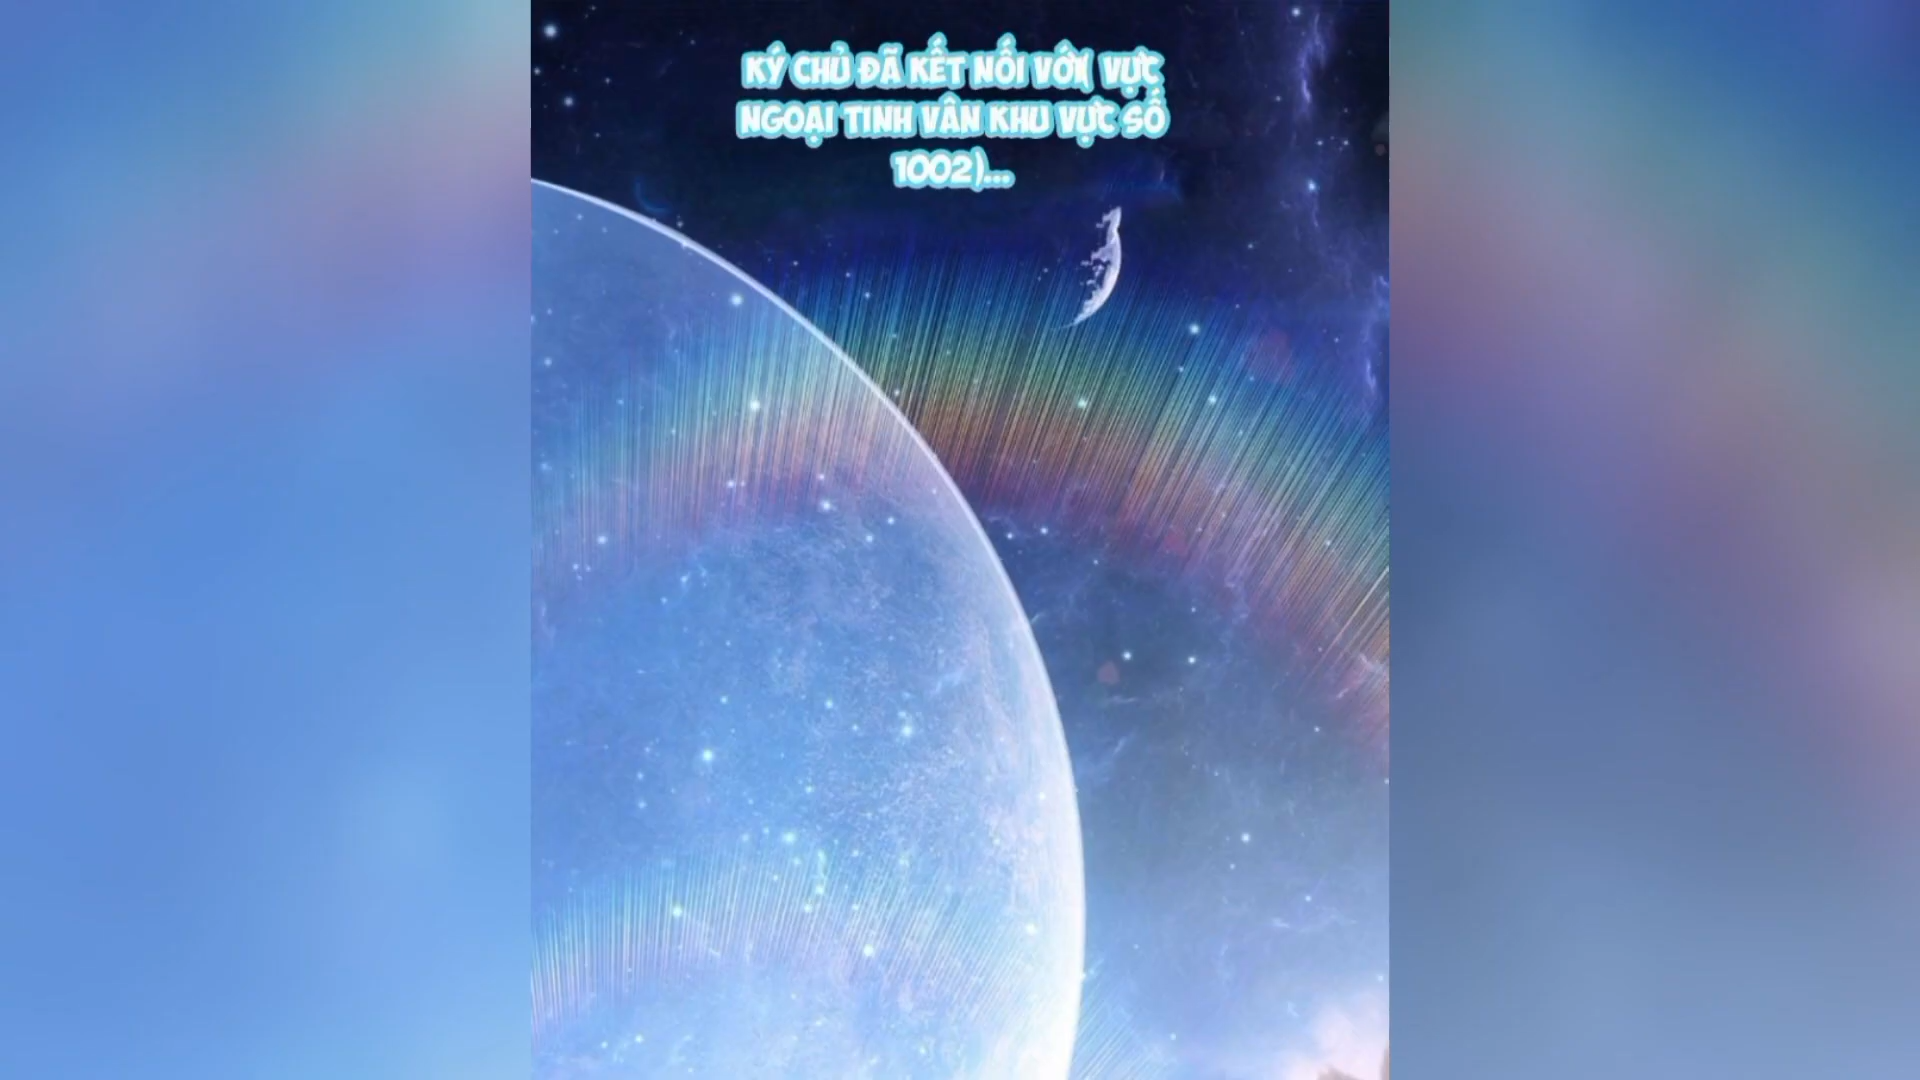 KÝ CHỦ ĐÃ KẾT NỐI VỚI( VỰC
NGOẠI TINH VÂN KHU VỰC SỐ
1002)...